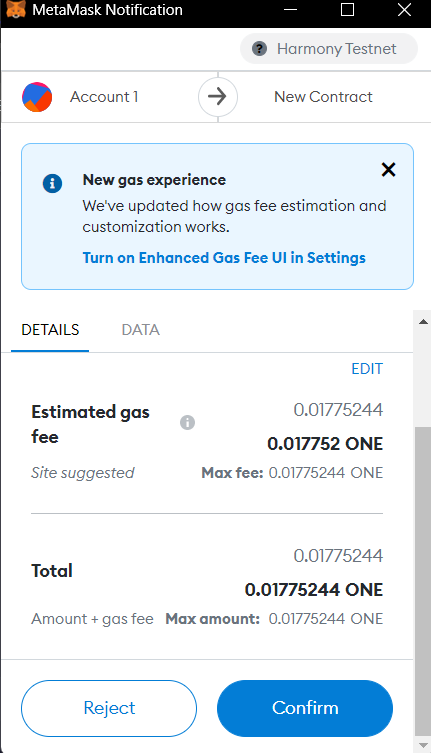 MetaMask Notification
Harmony Testnet
Account 1
New Contract
New gas experience
We've updated how gas fee estimation and
customization works.
Turn on Enhanced Gas Fee UI in Settings
DETAILS
DATA
EDIT
Estimated gas
fee
0.01775244
0.017752 ONE
Site suggested
Max fee: 0.01775244 ONE
0.01775244
Total
0.01775244 ONE
Amount + gas fee
Max amount: 0.01775244 ONE
Reject
Confirm